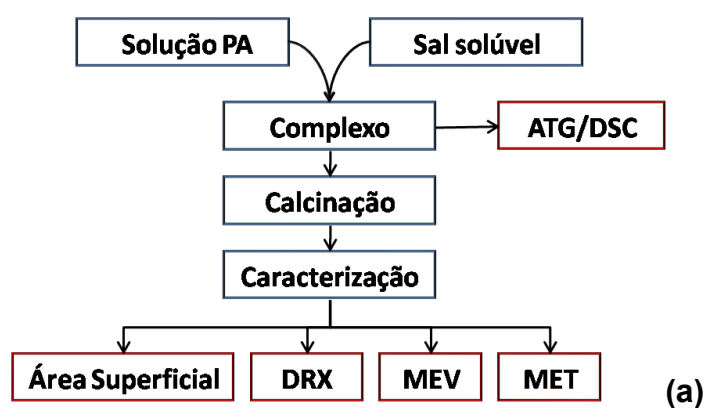 Solução PA
Sal solúvel
Complexo
ATG/DSC
Calcinação
Caracterização
Área Superficial
DRX
MEV
MET
(a)